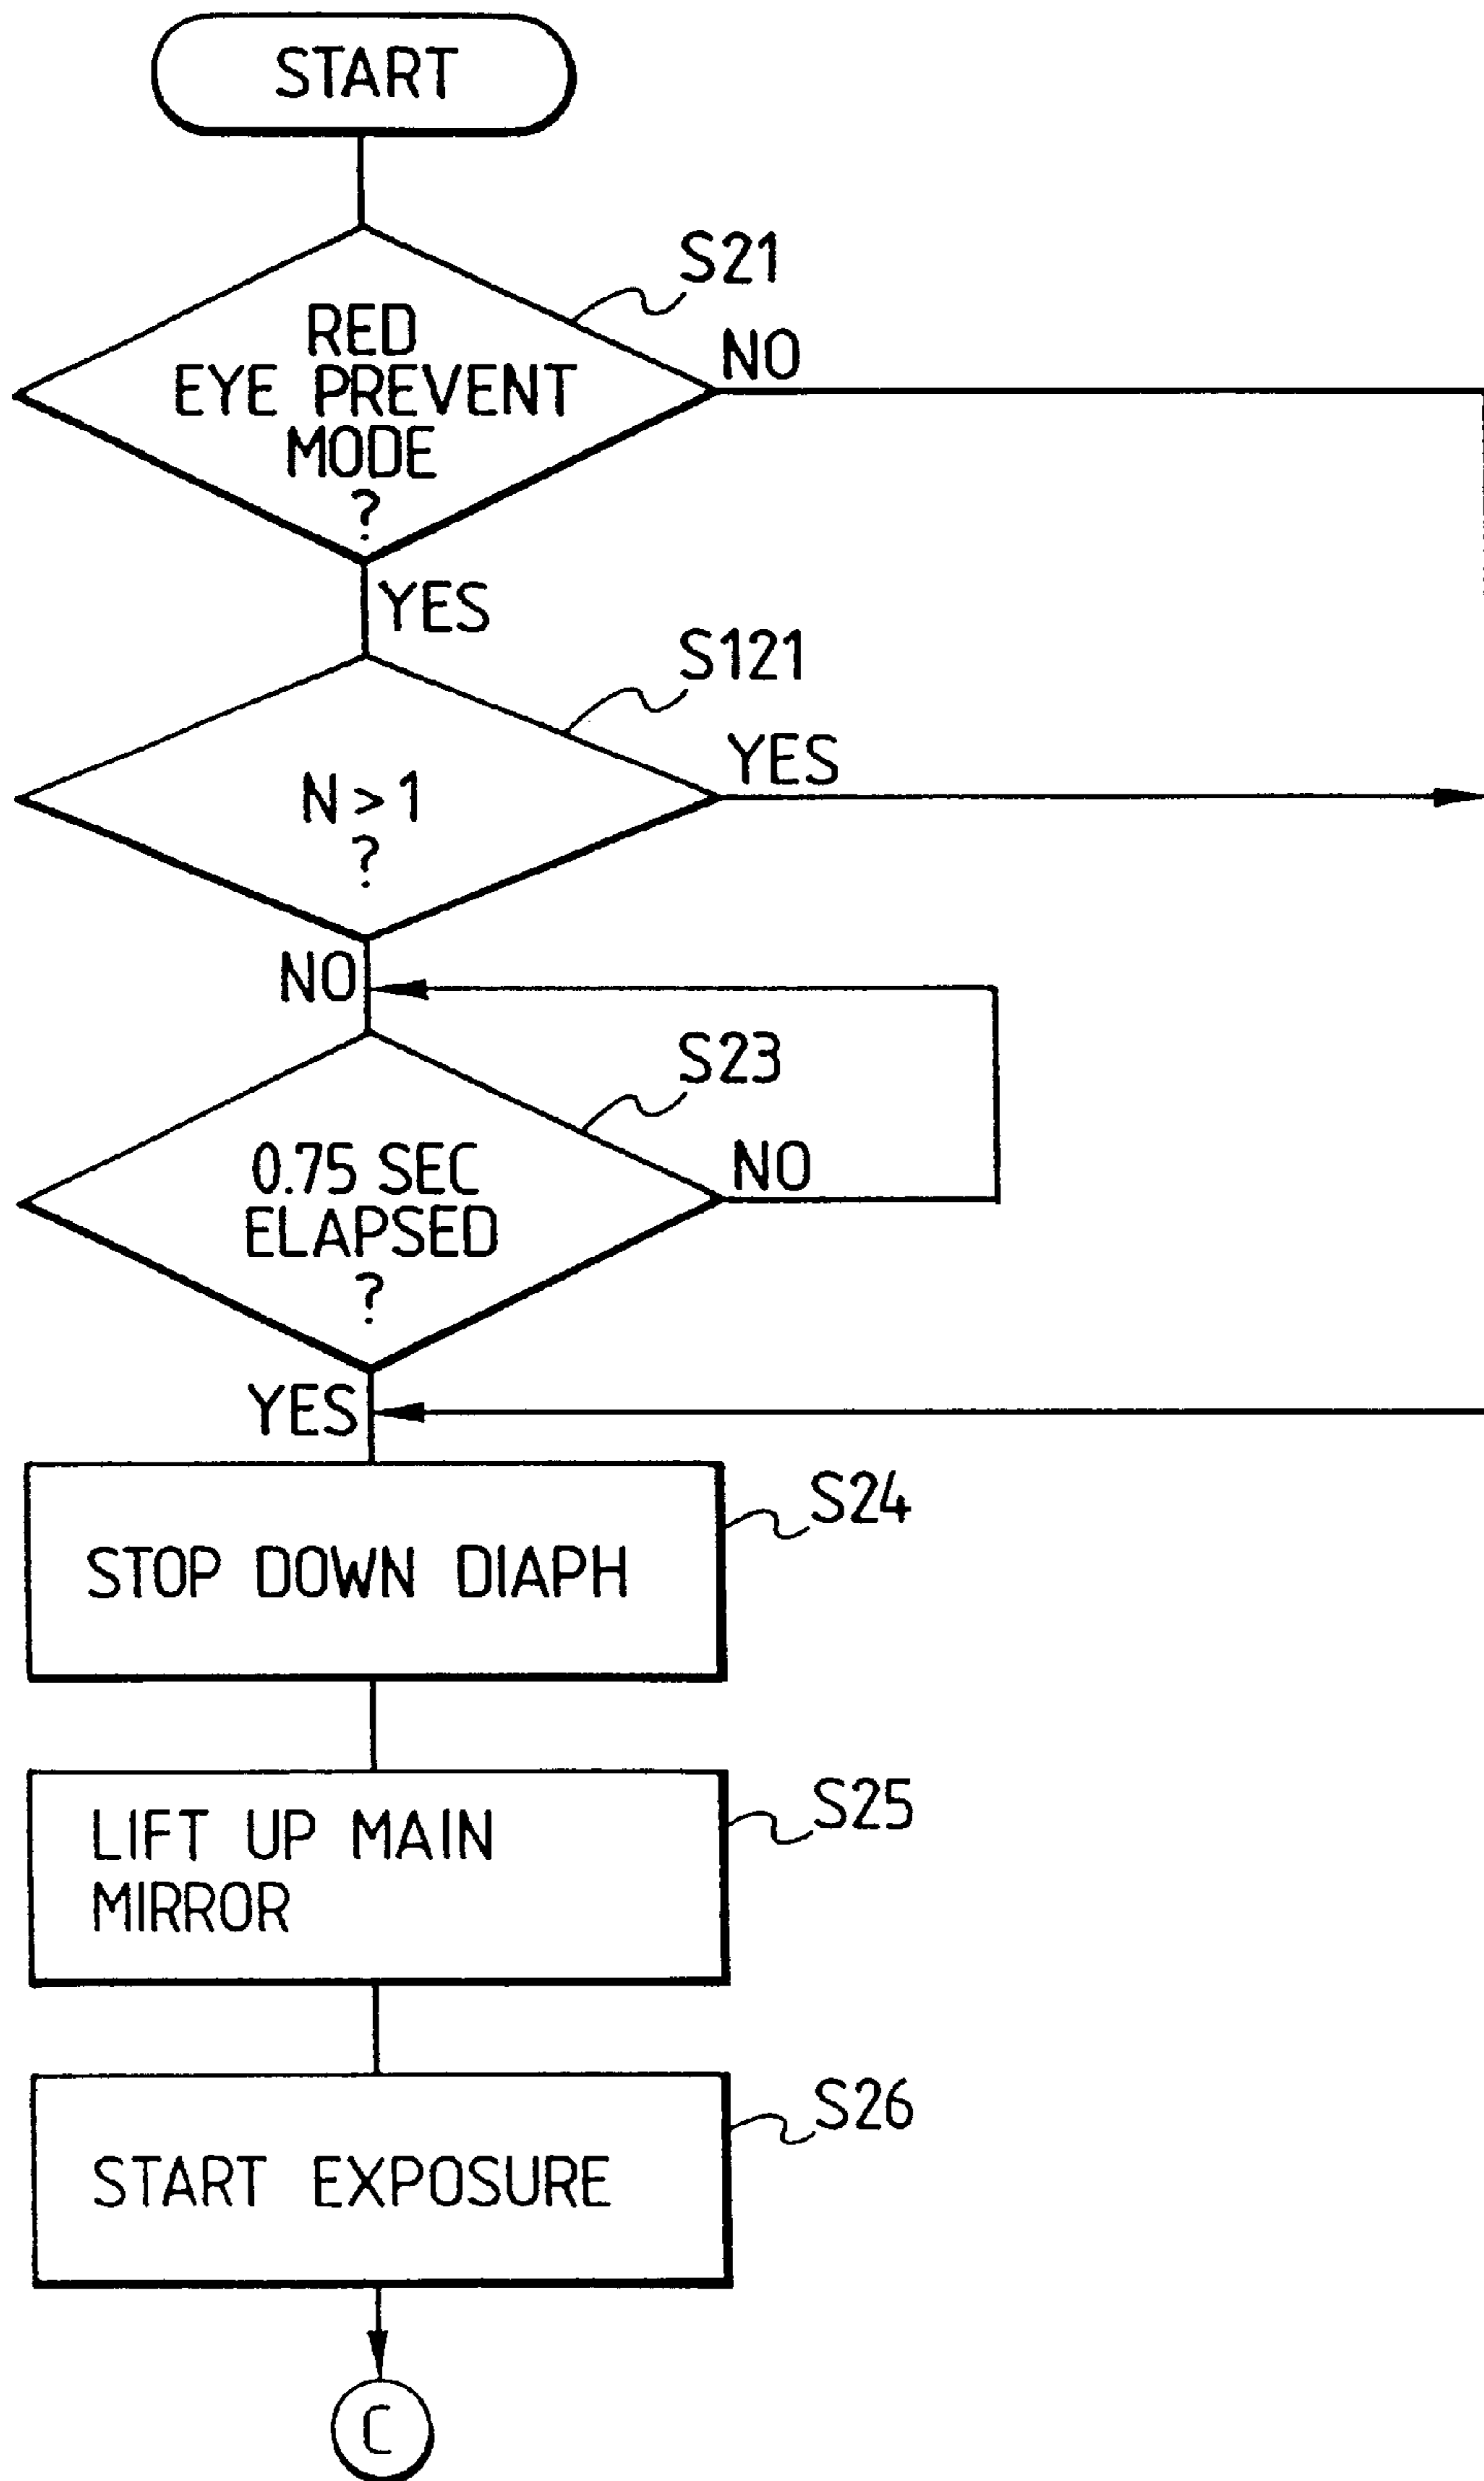 START
S21
RED
EYE PREVENT
MODE
?
NO
YES
S121
N > 1
?
YES
NO
S23
0.75 SEC
ELAPSED
?
NO
YES
STOP DOWN DIAPH
S24
LIFT UP MAIN
MIRROR
S25
START EXPOSURE
S26
C